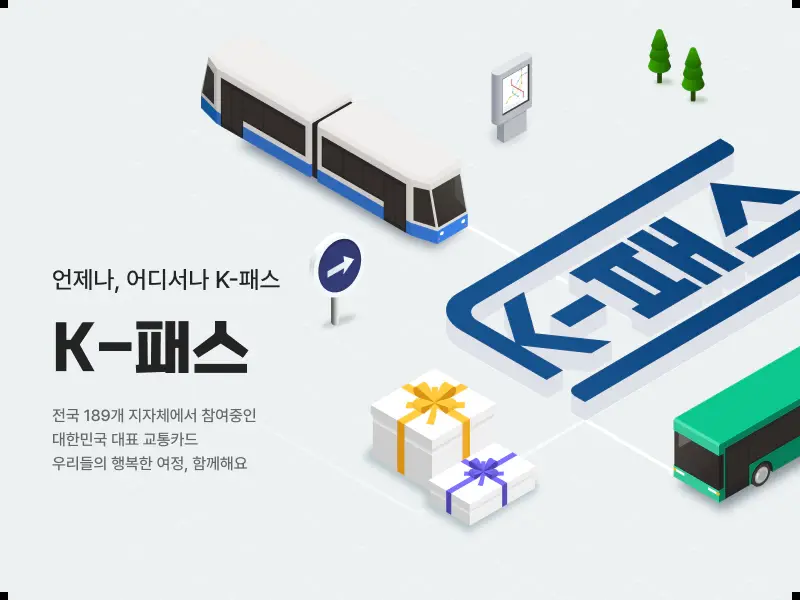 언제나, 어디서나 K-패스
K-패스
전국 189개 지자체에서 참여중인
대한민국 대표 교통카드
우리들의 행복한 여정, 함께해요
K-패스